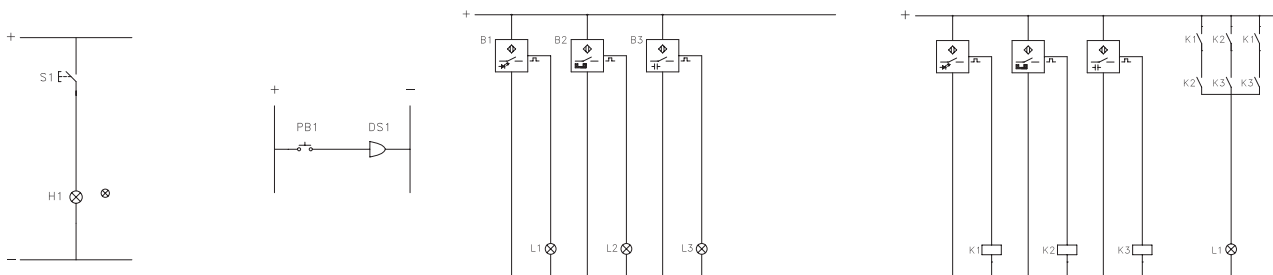 +
S1
H1
−
+ −
PB1 DS1
+
B1 B2 B3
L1 L2 L3
+
K1 K2 K1
K2 K3 K3
K1 K2 K3 L1